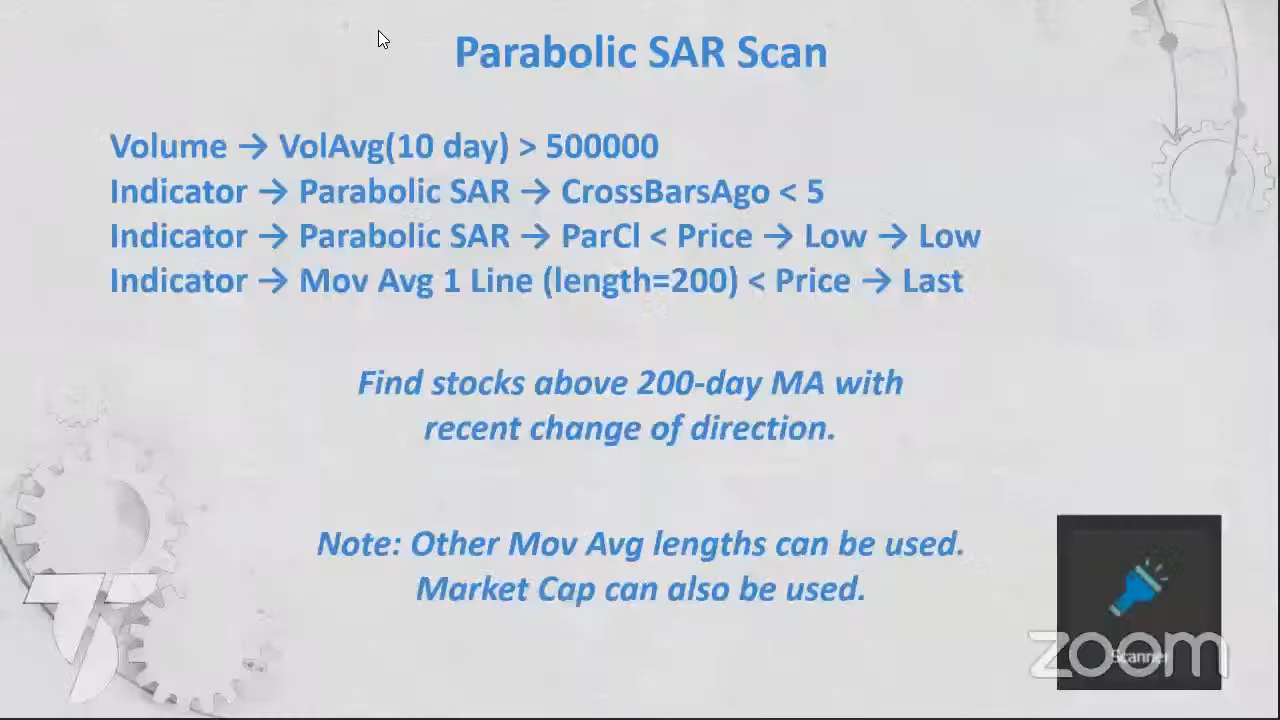 Parabolic SAR Scan
Volume → VolAvg(10 day) > 500000
Indicator → Parabolic SAR → CrossBarsAgo < 5
Indicator → Parabolic SAR → ParCl < Price → Low → Low
Indicator → Mov Avg 1 Line (length=200) < Price → Last
Find stocks above 200-day MA with
recent change of direction.
Note: Other Mov Avg lengths can be used.
Market Cap can also be used.
Scanner
zoom